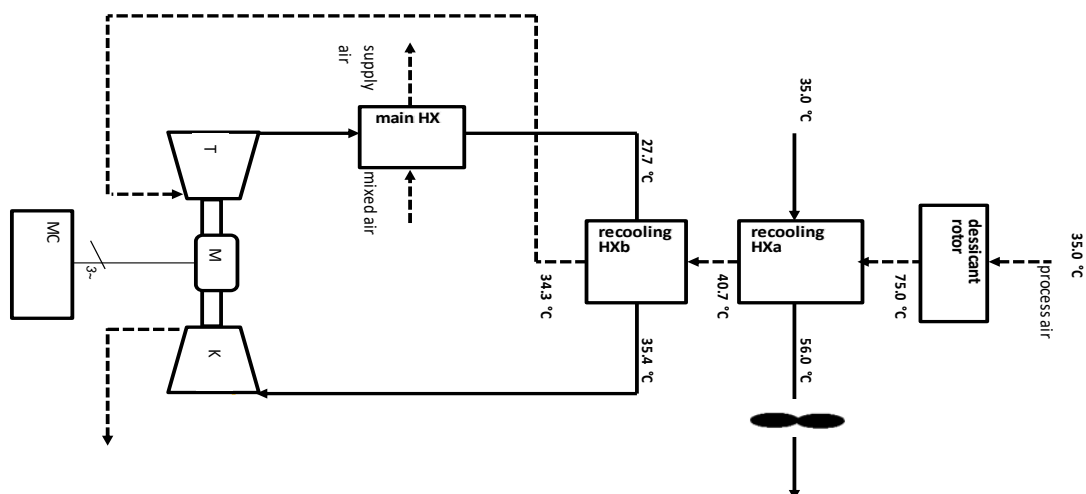 supply
air
main HX
mixed air
T
M
K
MC
3~
27.7 °C
recooling
HXb
34.3 °C
35.4 °C
35.0 °C
recooling
HXa
40.7 °C
56.0 °C
dessicant
rotor
75.0 °C
35.0 °C
process air